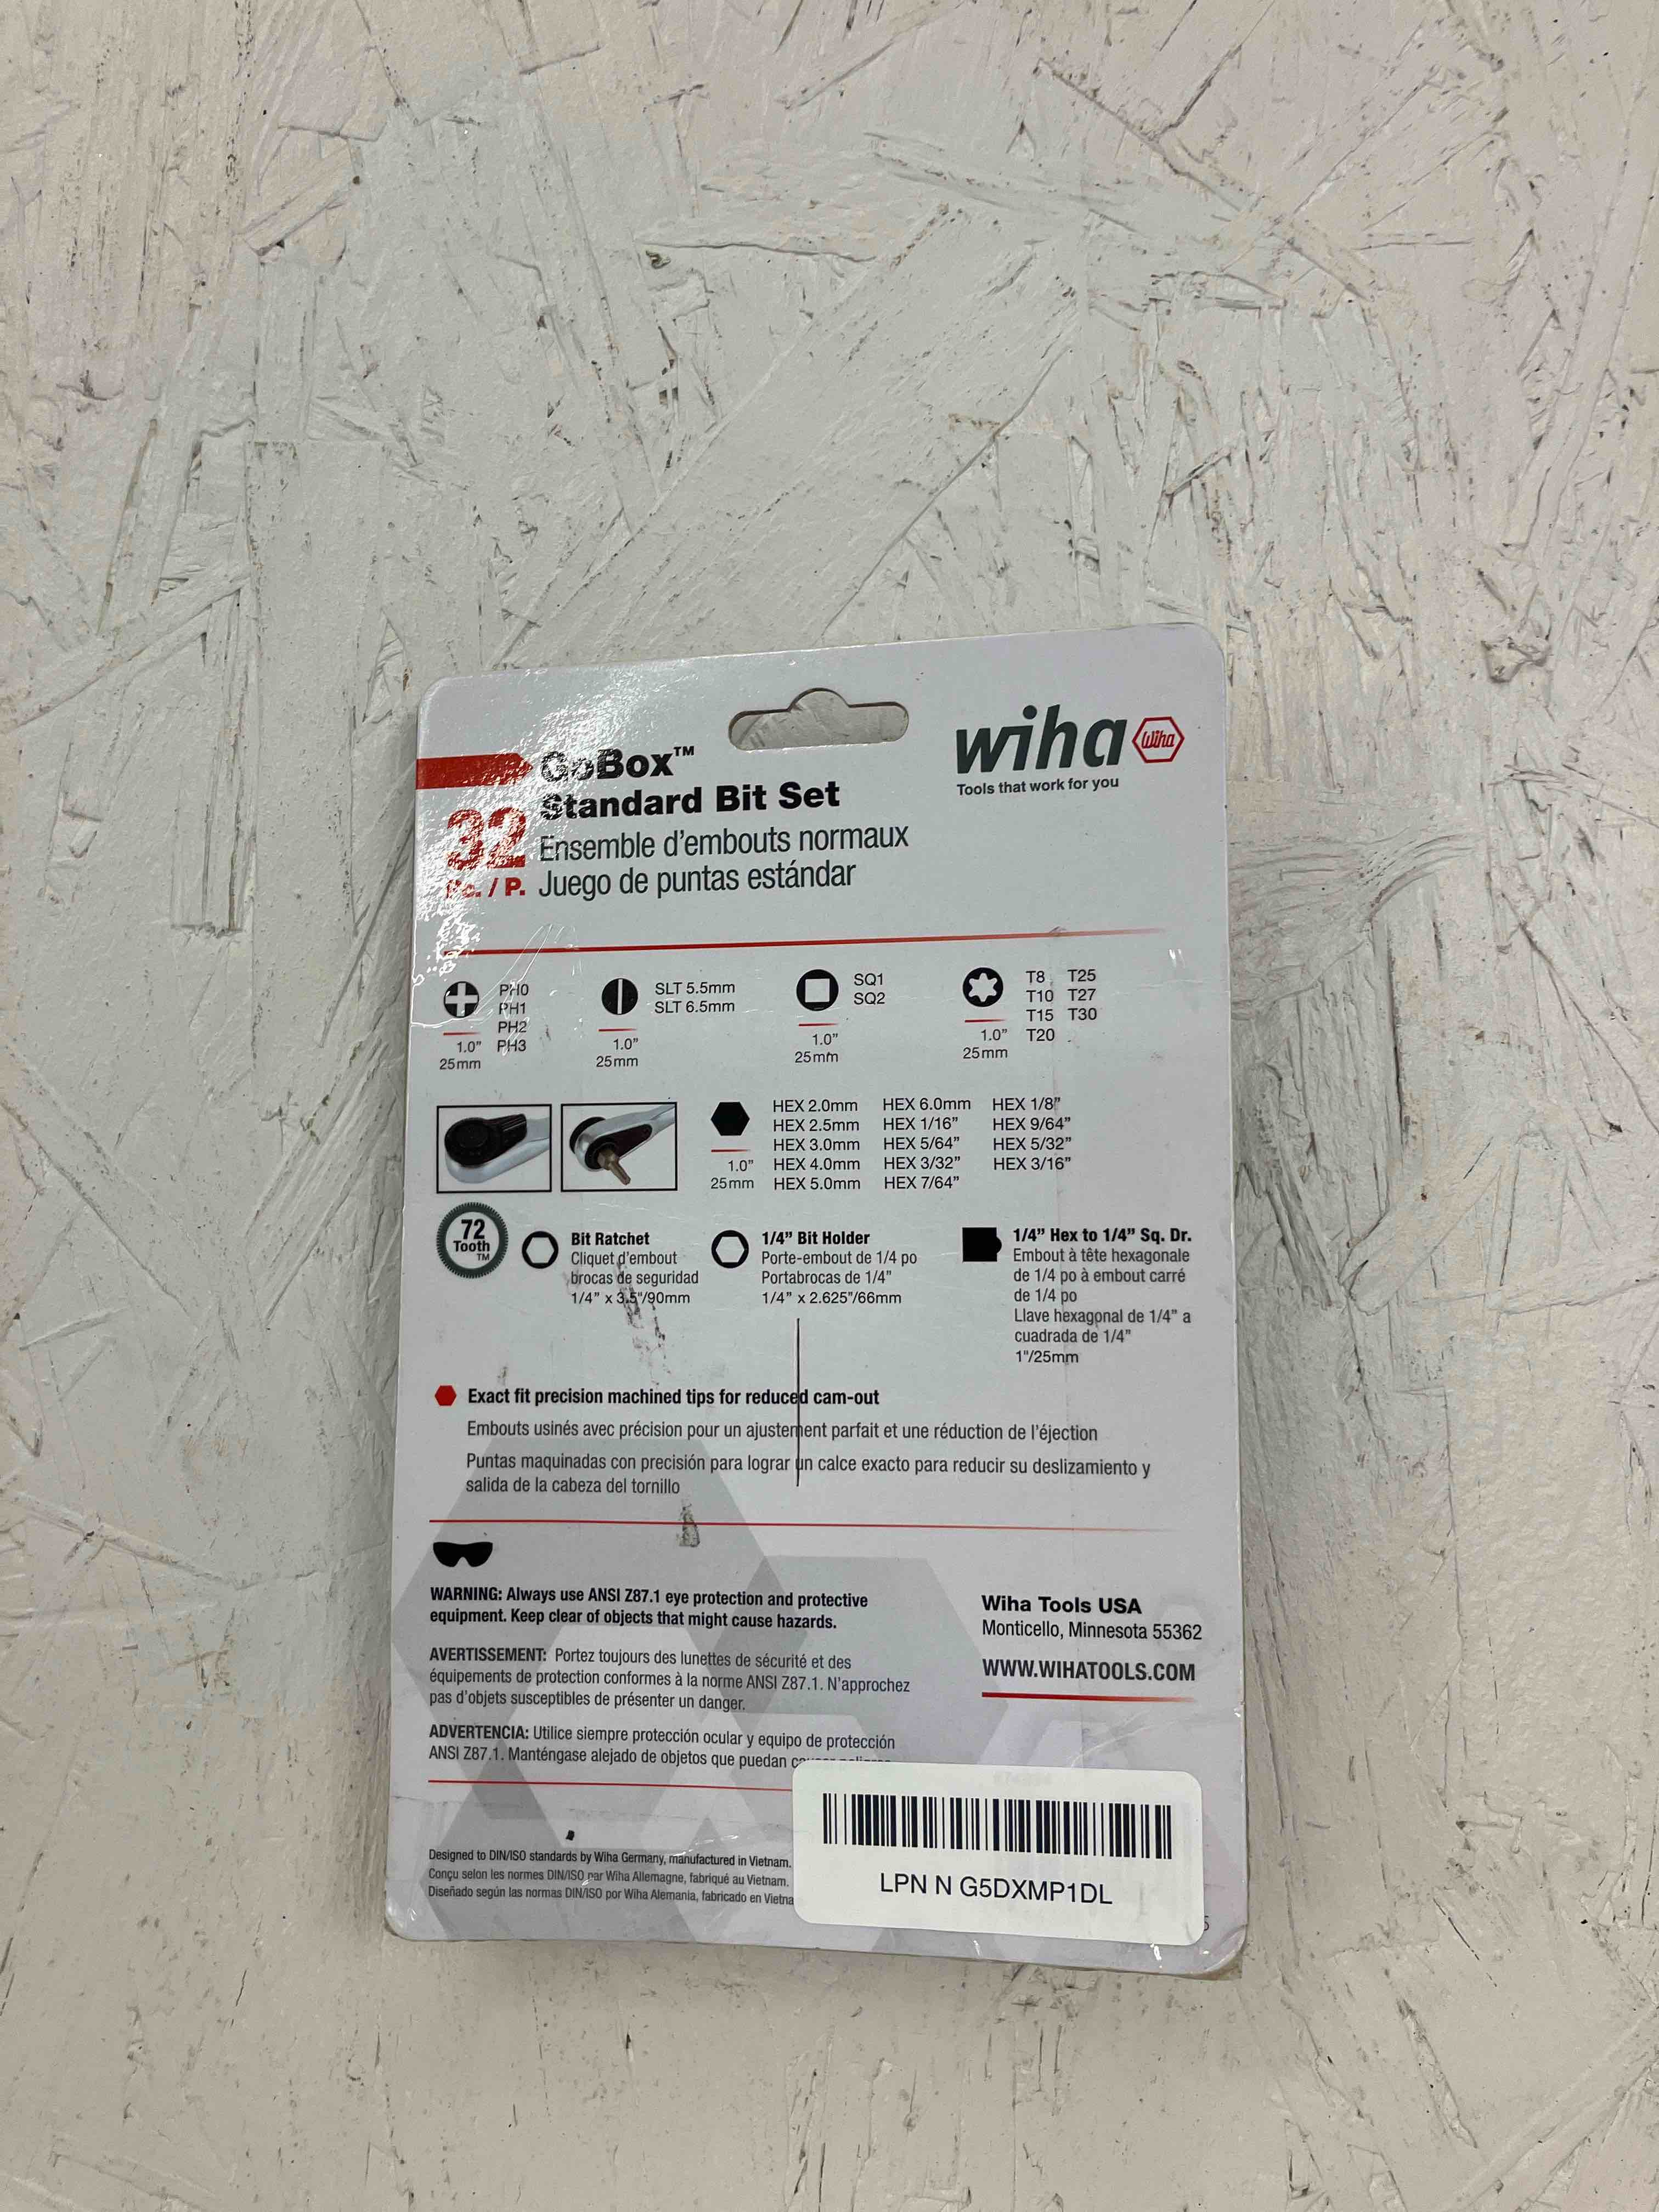 GoBox™
Standard Bit Set
32
Pc. / P.
Ensemble d'embouts normaux
Juego de puntas estándar
wiha
Wiha
Tools that work for you
PH0
PH1
PH2
PH3
1.0"
25mm
SLT 5.5mm
SLT 6.5mm
1.0"
25mm
SQ1
SQ2
1.0"
25mm
T8 T25
T10 T27
T15 T30
T20
1.0"
25mm
HEX 2.0mm HEX 6.0mm HEX 1/8"
HEX 2.5mm HEX 1/16" HEX 9/64"
HEX 3.0mm HEX 5/64" HEX 5/32"
HEX 4.0mm HEX 3/32" HEX 3/16"
HEX 5.0mm HEX 7/64"
1.0"
25mm
72
Tooth
TM
Bit Ratchet
Cliquet d'embout
brocas de seguridad
1/4" x 3.5"/90mm
1/4" Bit Holder
Porte-embout de 1/4 po
Portabrocas de 1/4"
1/4" x 2.625"/66mm
1/4" Hex to 1/4" Sq. Dr.
Embout à tête hexagonale
de 1/4 po à embout carré
de 1/4 po
Llave hexagonal de 1/4" a
cuadrada de 1/4"
1"/25mm
Exact fit precision machined tips for reduced cam-out
Embouts usinés avec précision pour un ajustement parfait et une réduction de l'éjection
Puntas maquinadas con precisión para lograr un calce exacto para reducir su deslizamiento y
salida de la cabeza del tornillo
WARNING: Always use ANSI Z87.1 eye protection and protective
equipment. Keep clear of objects that might cause hazards.
AVERTISSEMENT: Portez toujours des lunettes de sécurité et des
équipements de protection conformes à la norme ANSI Z87.1. N'approchez
pas d'objets susceptibles de présenter un danger.
ADVERTENCIA: Utilice siempre protección ocular y equipo de protección
ANSI Z87.1. Manténgase alejado de objetos que puedan
Wiha Tools USA
Monticello, Minnesota 55362
WWW.WIHATOOLS.COM
Designed to DIN/ISO standards by Wiha Germany, manufactured in Vietnam.
Conçu selon les normes DIN/ISO par Wiha Allemagne, fabriqué au Vietnam.
Diseñado según las normas DIN/ISO por Wiha Alemania, fabricado en Vietna
LPN N G5DXMP1DL
5